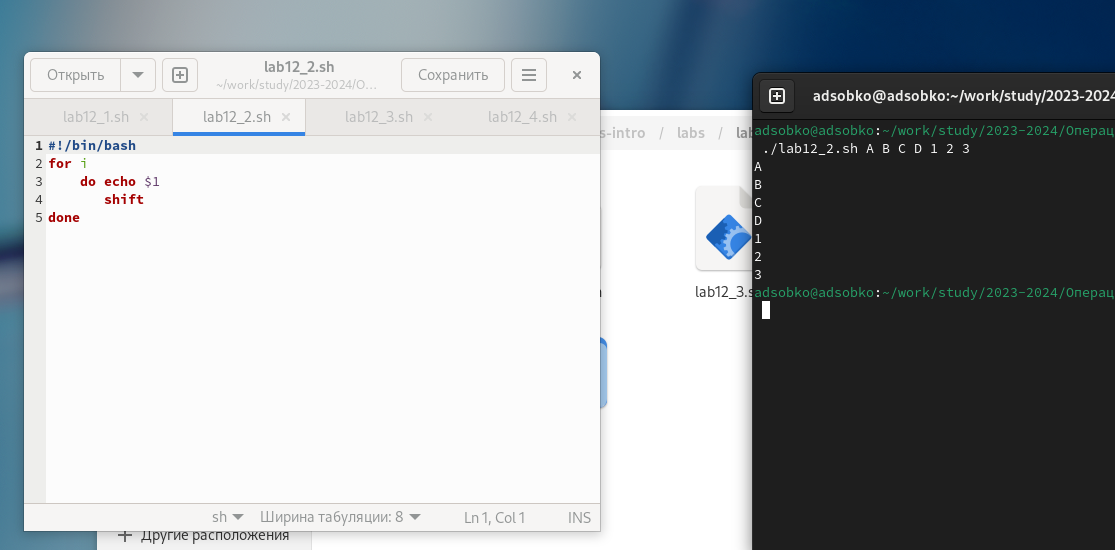 Открыть
lab12_2.sh
~/work/study/2023-2024/О...
Сохранить
lab12_1.sh
lab12_2.sh
lab12_3.sh
lab12_4.sh
1 #!/bin/bash
2 for i
3     do echo $1
4        shift
5 done
sh
Ширина табуляции: 8
Ln 1, Col 1
INS
s-intro / labs / lab
lab12_3.s
Другие расположения
adsobko@adsobko:~/work/study/2023-2024
adsobko@adsobko:~/work/study/2023-2024/Операц
./lab12_2.sh A B C D 1 2 3
A
B
C
D
1
2
3
adsobko@adsobko:~/work/study/2023-2024/Операц